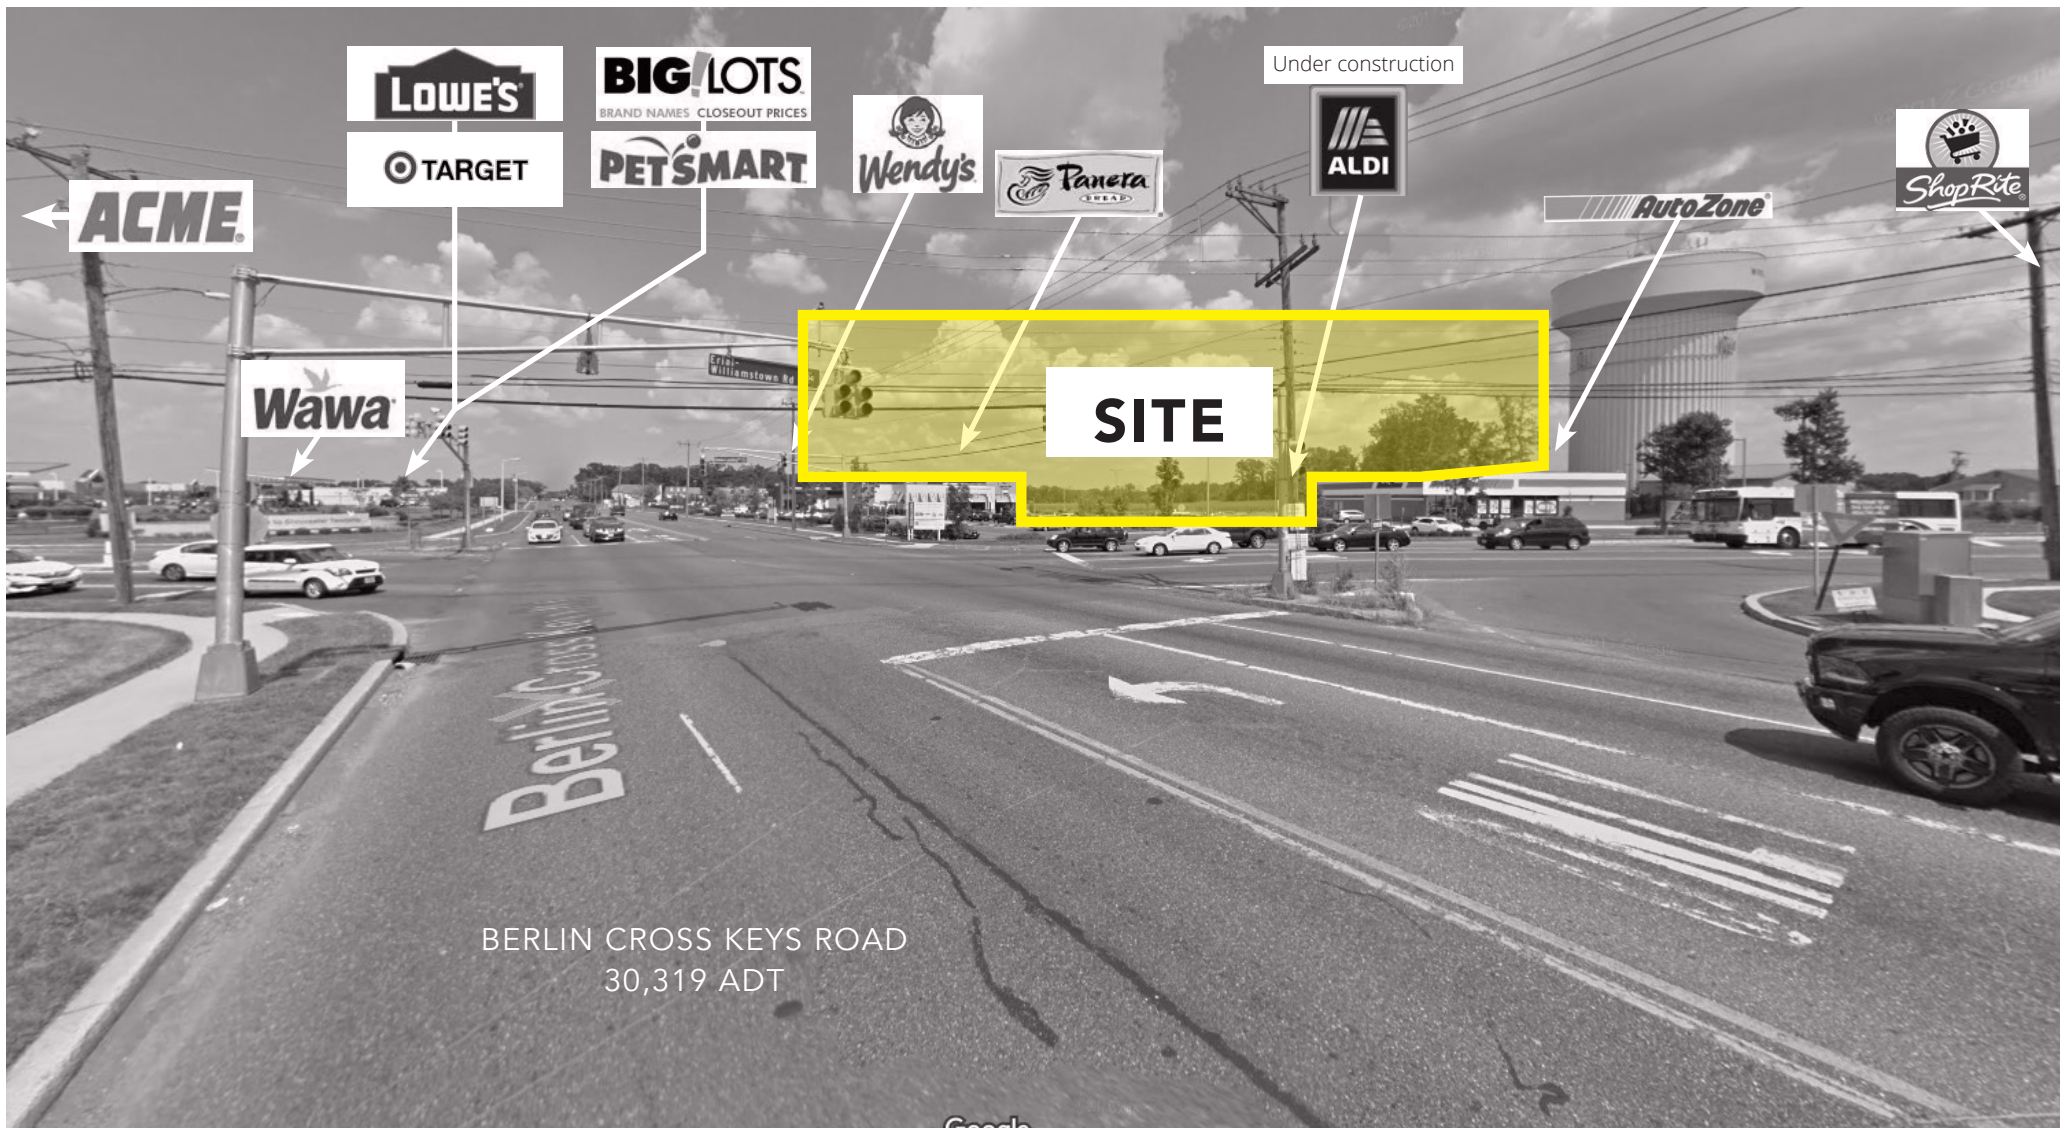 Under construction
LOWE'S
BIG!LOTS
BRAND NAMES CLOSEOUT PRICES
TARGET
PETSMART
Wendy's
Panera
BREAD
ALDI
ShopRite
ACME
AutoZone
Wawa
Erial-
Williamstown Rd
SITE
Berlin-Cross Keys
BERLIN CROSS KEYS ROAD
30,319 ADT
Google